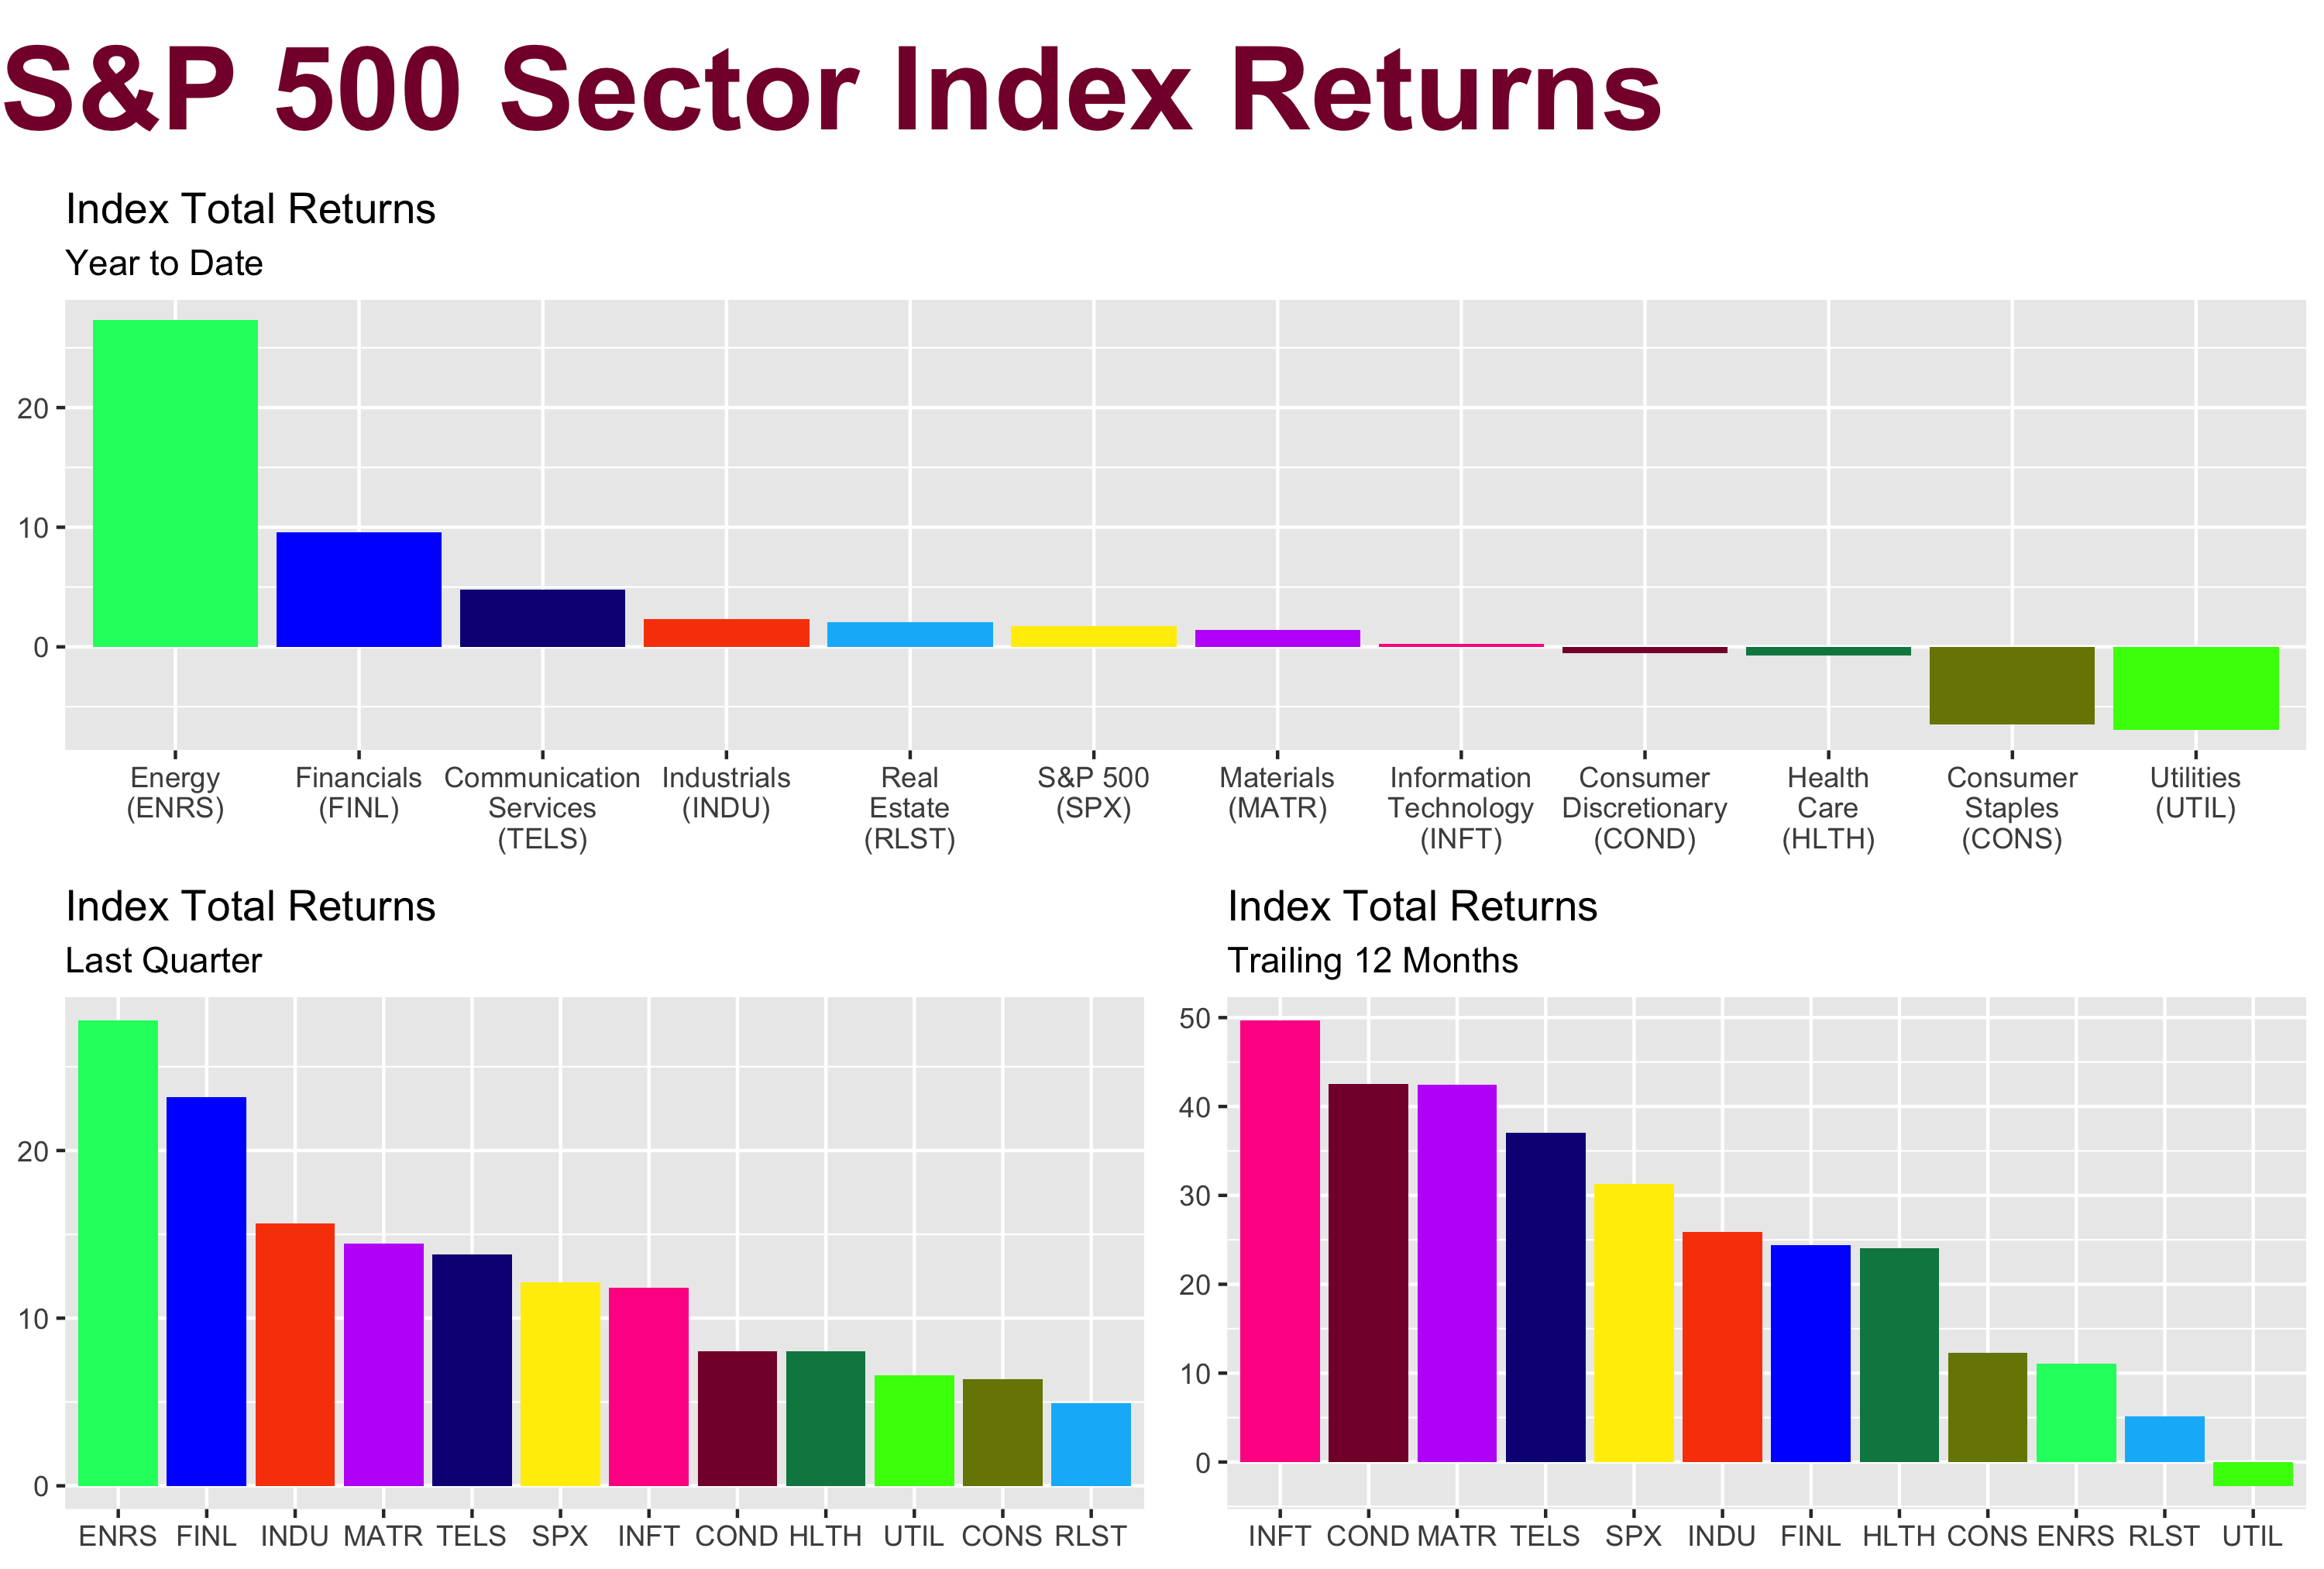 S&P 500 Sector Index Returns
Index Total Returns
Year to Date
20
10
0
Energy
(ENRS)
Financials
(FINL)
Communication
Services
(TELS)
Industrials
(INDU)
Real
Estate
(RLST)
S&P 500
(SPX)
Materials
(MATR)
Information
Technology
(INFT)
Consumer
Discretionary
(COND)
Health
Care
(HLTH)
Consumer
Staples
(CONS)
Utilities
(UTIL)
Index Total Returns
Last Quarter
20
10
0
ENRS FINL INDU MATR TELS SPX INFT COND HLTH UTIL CONS RLST
Index Total Returns
Trailing 12 Months
50
40
30
20
10
0
INFT COND MATR TELS SPX INDU FINL HLTH CONS ENRS RLST UTIL